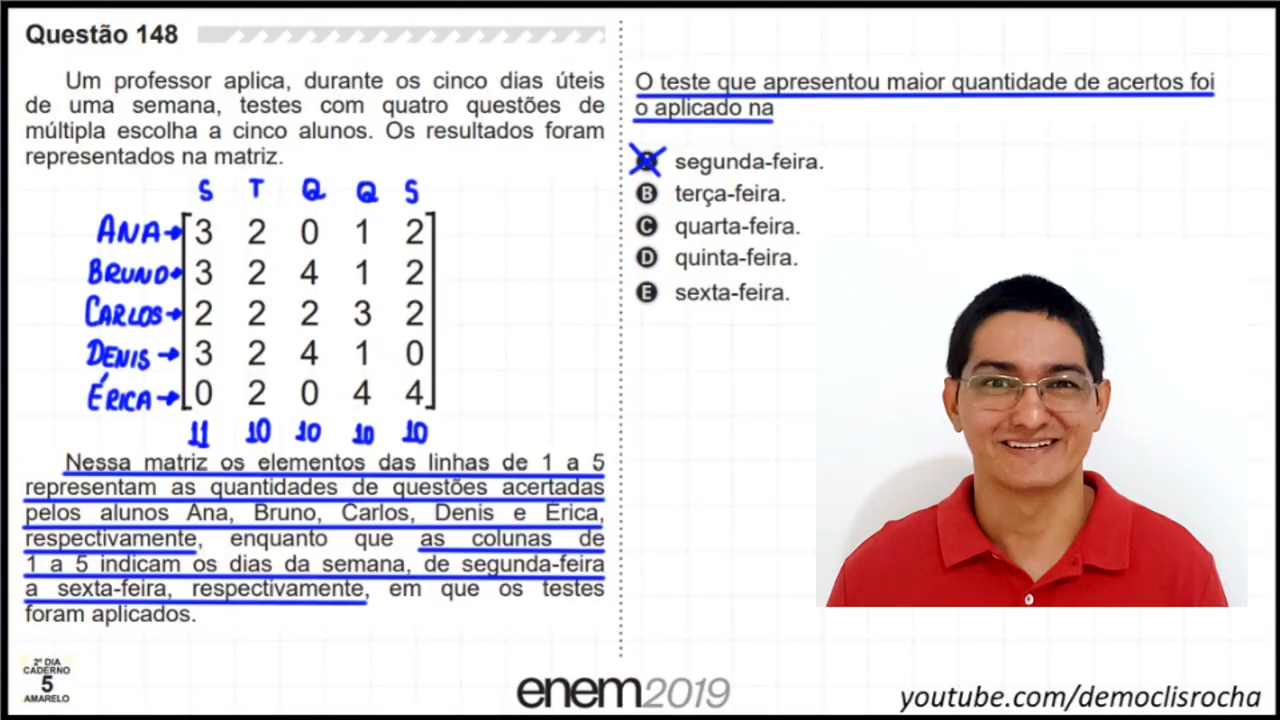 Questão 148
Um professor aplica, durante os cinco dias úteis
de uma semana, testes com quatro questões de
múltipla escolha a cinco alunos. Os resultados foram
representados na matriz.
S T Q Q S
ANA 3 2 0 1 2
BRUNO 3 2 4 1 2
CARLOS 2 2 2 3 2
DENIS 3 2 4 1 0
ÉRICA 0 2 0 4 4
11 10 10 10 10
Nessa matriz os elementos das linhas de 1 a 5
representam as quantidades de questões acertadas
pelos alunos Ana, Bruno, Carlos, Denis e Érica,
respectivamente, enquanto que as colunas de
1 a 5 indicam os dias da semana, de segunda-feira
a sexta-feira, respectivamente, em que os testes
foram aplicados.
O teste que apresentou maior quantidade de acertos foi
o aplicado na
A segunda-feira.
B terça-feira.
C quarta-feira.
D quinta-feira.
E sexta-feira.
2º DIA
CADERNO
5
AMARELO
enem2019
youtube.com/democlisrocha